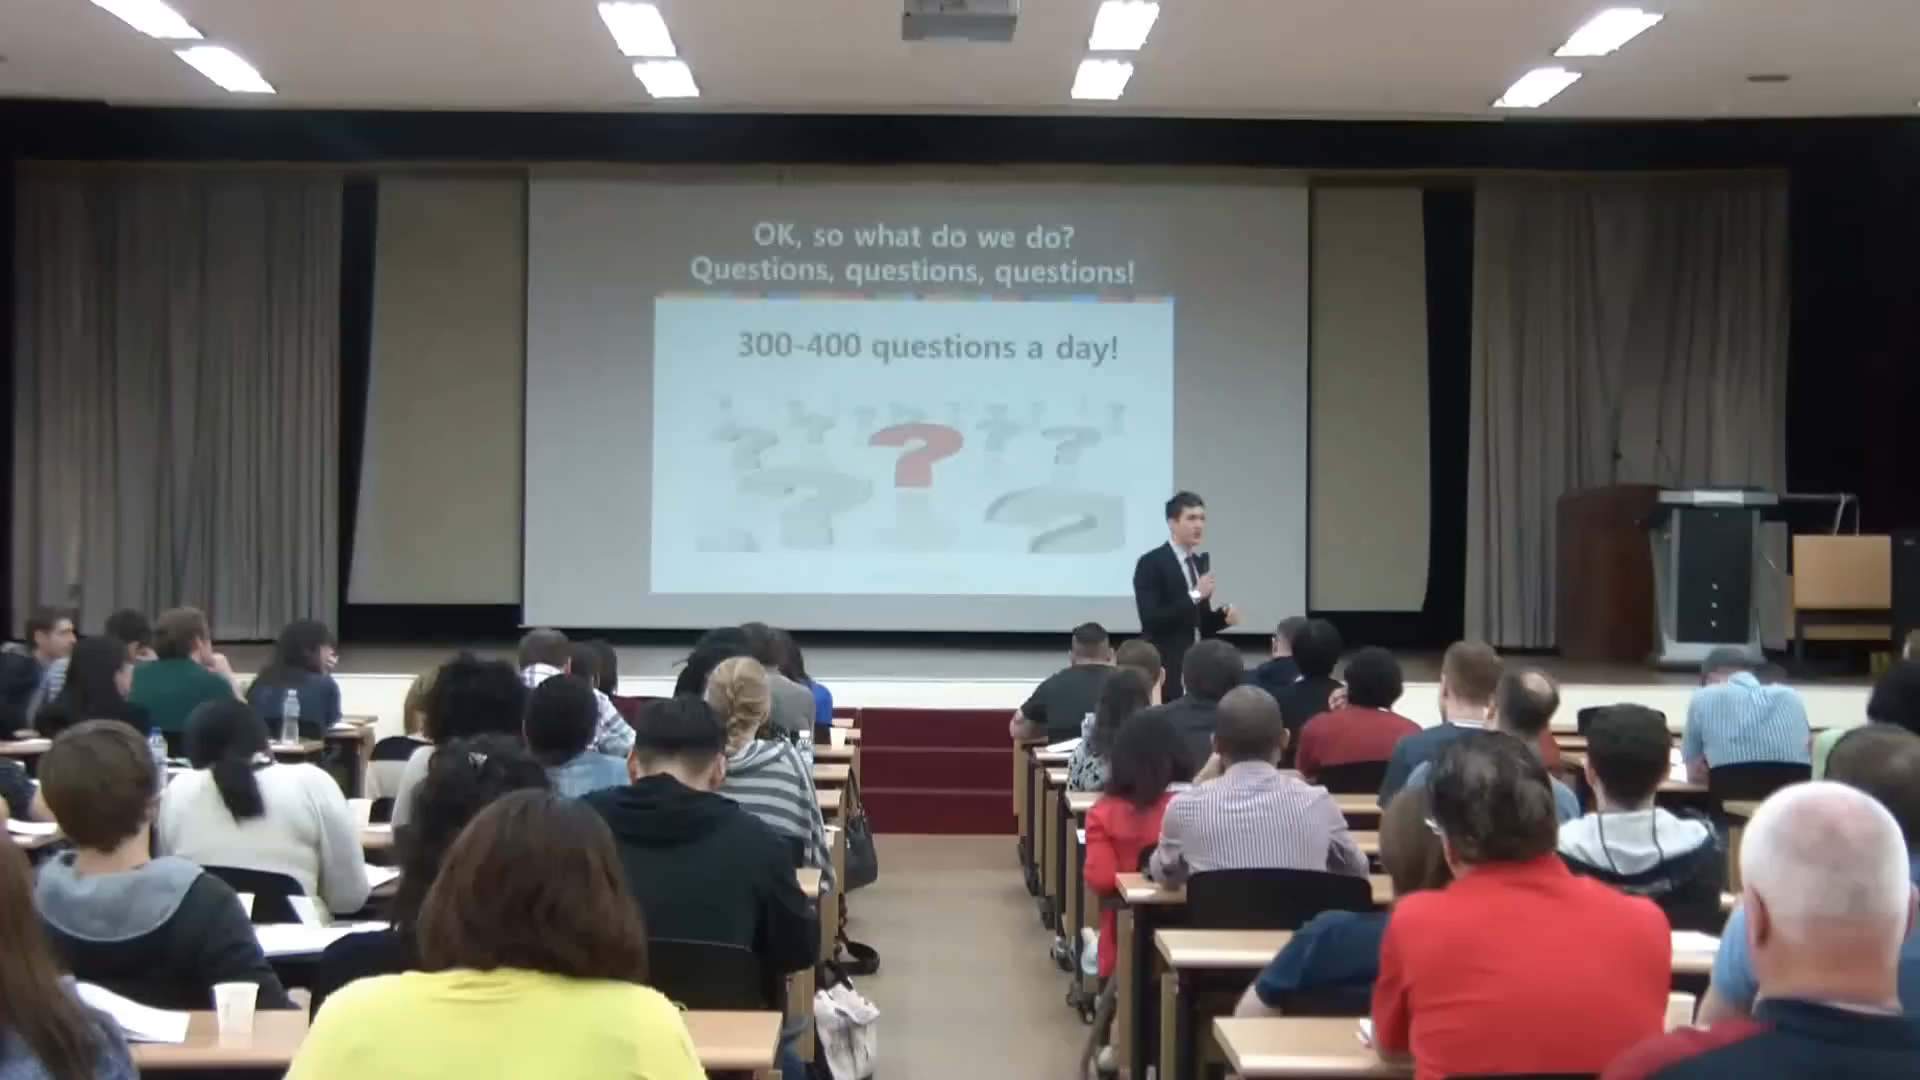 OK, so what do we do?
Questions, questions, questions!
300-400 questions a day!